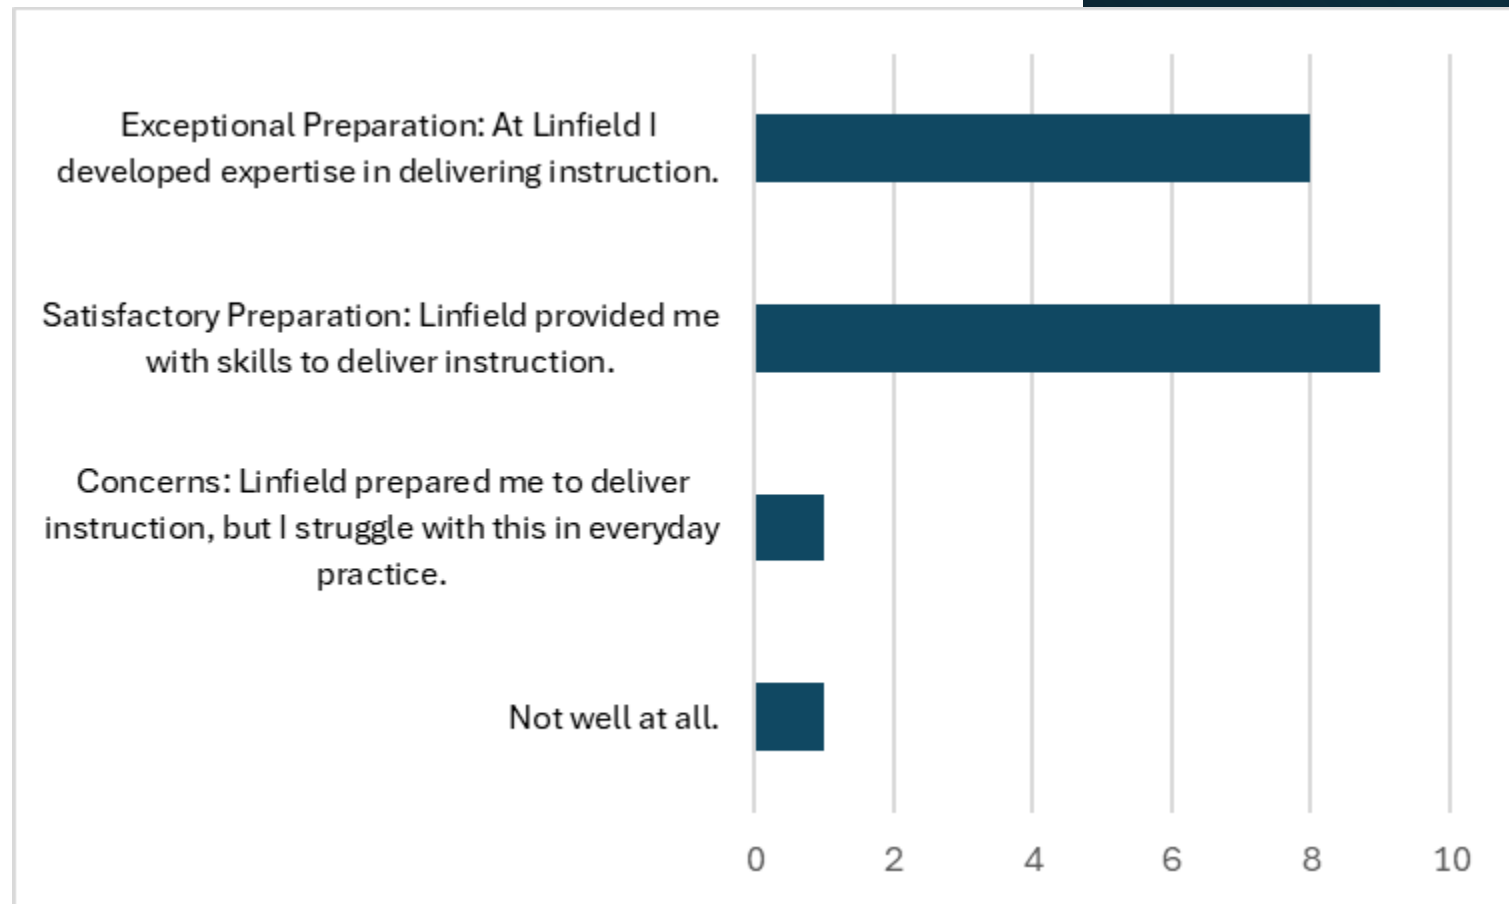 Exceptional Preparation: At Linfield I
developed expertise in delivering instruction.
Satisfactory Preparation: Linfield provided me
with skills to deliver instruction.
Concerns: Linfield prepared me to deliver
instruction, but I struggle with this in everyday
practice.
Not well at all.
0 2 4 6 8 10